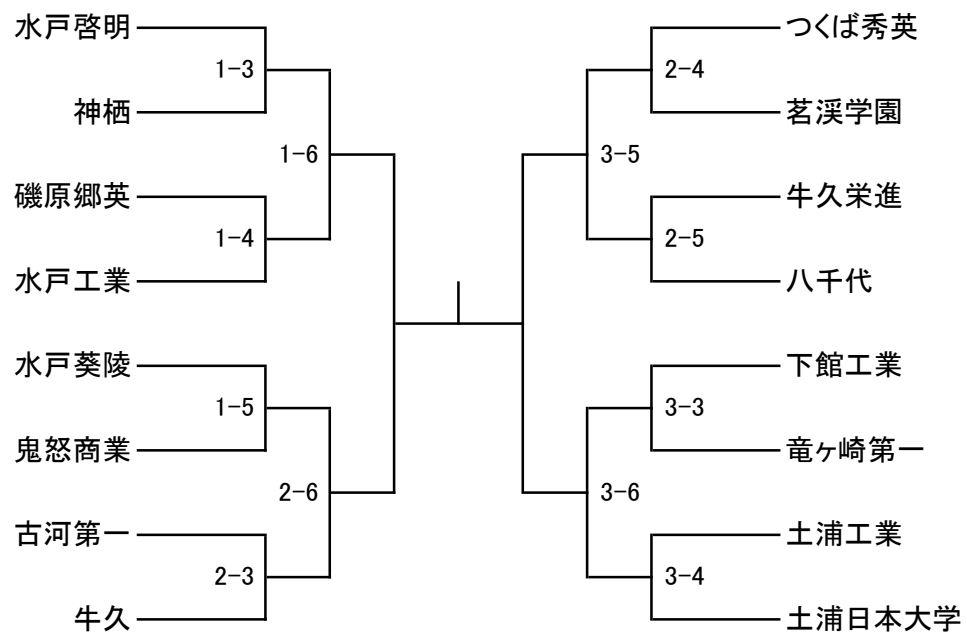 水戸啓明
1-3
神栖
1-6
磯原郷英
1-4
水戸工業
水戸葵陵
1-5
鬼怒商業
2-6
古河第一
2-3
牛久
つくば秀英
2-4
茗渓学園
3-5
牛久栄進
2-5
八千代
下館工業
3-3
竜ヶ崎第一
3-6
土浦工業
3-4
土浦日本大学